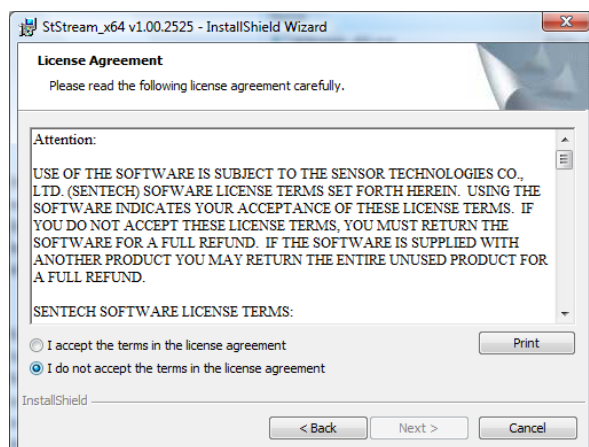 StStream_x64 v1.00.2525 - InstallShield Wizard
License Agreement
Please read the following license agreement carefully.
Attention:
USE OF THE SOFTWARE IS SUBJECT TO THE SENSOR TECHNOLOGIES CO.,
LTD. (SENTECH) SOFWARE LICENSE TERMS SET FORTH HEREIN.  USING THE
SOFTWARE INDICATES YOUR ACCEPTANCE OF THESE LICENSE TERMS.  IF
YOU DO NOT ACCEPT THESE LICENSE TERMS, YOU MUST RETURN THE
SOFTWARE FOR A FULL REFUND.  IF THE SOFTWARE IS SUPPLIED WITH
ANOTHER PRODUCT YOU MAY RETURN THE ENTIRE UNUSED PRODUCT FOR
A FULL REFUND.
SENTECH SOFTWARE LICENSE TERMS:
I accept the terms in the license agreement
Print
I do not accept the terms in the license agreement
InstallShield
< Back
Next >
Cancel